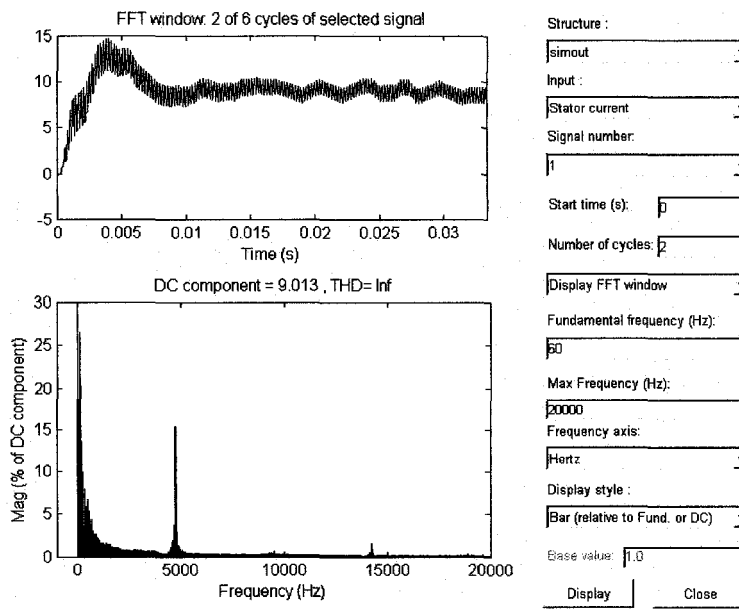 FFT window: 2 of 6 cycles of selected signal
15
10
5
0
-5
0
0.005
0.01
0.015
0.02
0.025
0.03
Time (s)
DC component = 9.013 , THD= Inf
Mag (% of DC component)
30
25
20
15
10
5
0
0
5000
10000
15000
20000
Frequency (Hz)
Structure :
simout
Input :
Stator current
Signal number:
1
Start time (s): 0
Number of cycles: 2
Display FFT window
Fundamental frequency (Hz):
60
Max Frequency (Hz):
20000
Frequency axis:
Hertz
Display style :
Bar (relative to Fund. or DC)
Base value: 1.0
Display
Close